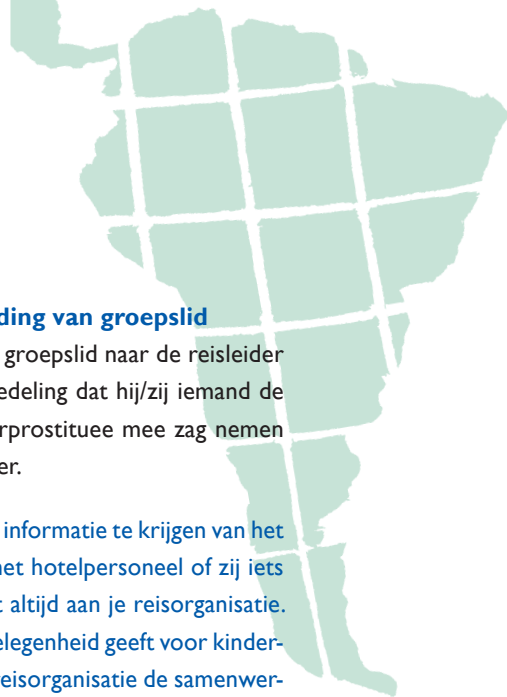 ding van groepslid
groepslid naar de reisleider
edeling dat hij/zij iemand de
rprostituee mee zag nemen
er.
informatie te krijgen van het
het hotelpersoneel of zij iets
t altijd aan je reisorganisatie.
elegenheid geeft voor kinder-
reisorganisatie de samenwer-